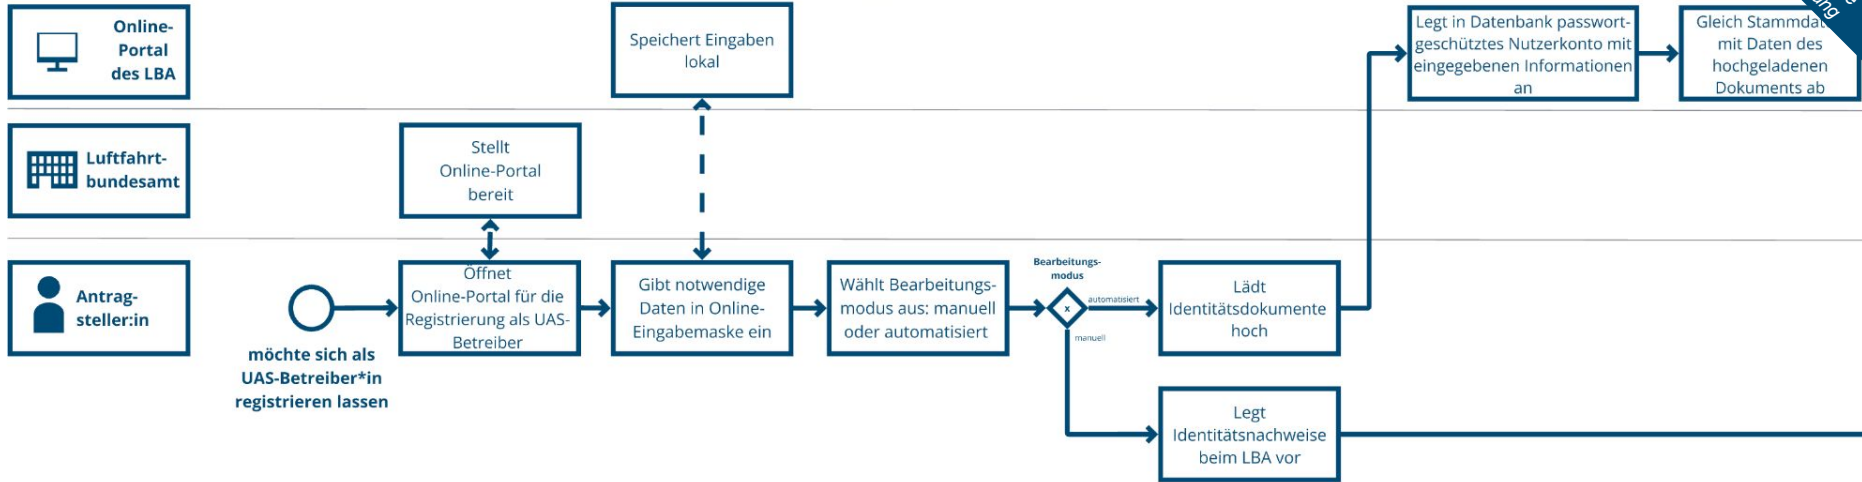 Online-
Portal
des LBA
Speichert Eingaben
lokal
Legt in Datenbank passwort-
geschütztes Nutzerkonto mit
eingegebenen Informationen
an
Gleich
mit Daten des
hochgeladenen
Dokuments ab
Luftfahrt-
bundesamt
Stellt
Online-Portal
bereit
Antrag-
steller:in
möchte sich als
UAS-Betreiber*in
registrieren lassen
Öffnet
Online-Portal für die
Registrierung als UAS-
Betreiber
Gibt notwendige
Daten in Online-
Eingabemaske ein
Wählt Bearbeitungs-
modus aus: manuell
oder automatisiert
Bearbeitungs-
modus
x
automatisiert
manuell
Lädt
Identitätsdokumente
hoch
Legt
Identitätsnachweise
beim LBA vor